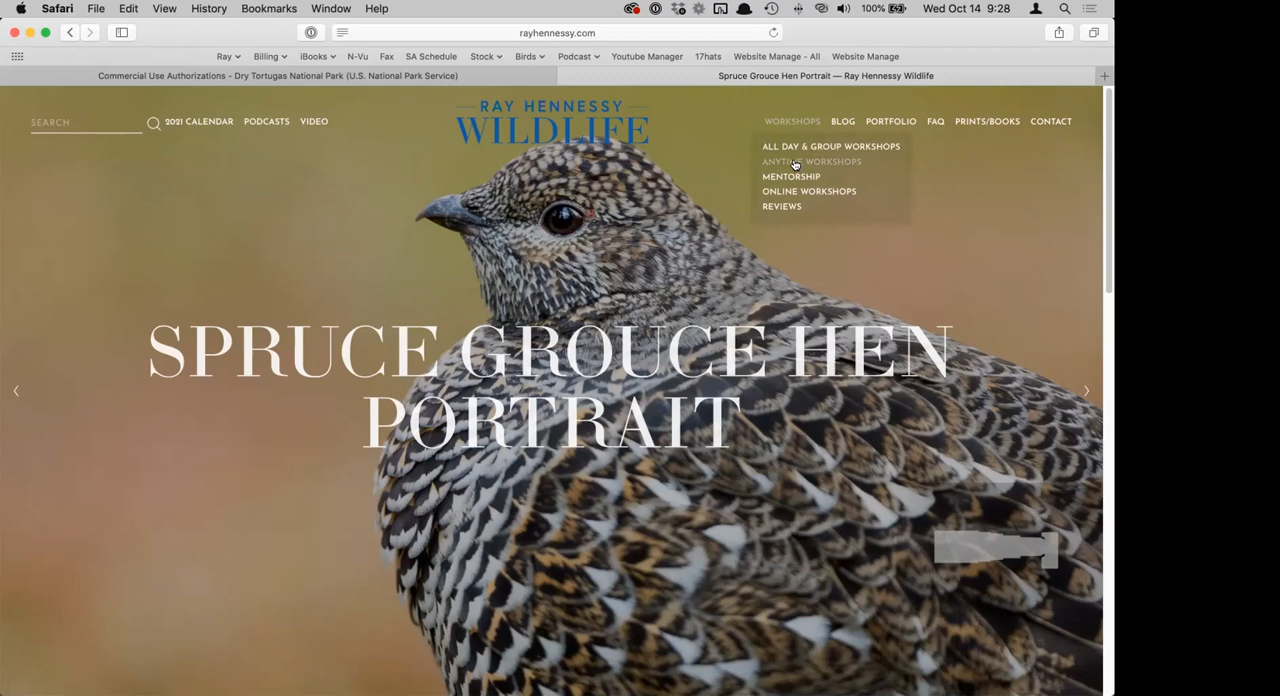 Safari File Edit View History Bookmarks Window Help 100% Wed Oct 14 9:28
rayhennessy.com
Ray Billing iBooks N-Vu Fax SA Schedule Stock Birds Podcast Youtube Manager 17hats Website Manage - All Website Manage
Commercial Use Authorizations - Dry Tortugas National Park (U.S. National Park Service) Spruce Grouce Hen Portrait — Ray Hennessy Wildlife
SEARCH 2021 CALENDAR PODCASTS VIDEO
RAY HENNESSY
WILDLIFE
WORKSHOPS BLOG PORTFOLIO FAQ PRINTS/BOOKS CONTACT
ALL DAY & GROUP WORKSHOPS
ANYTIME WORKSHOPS
MENTORSHIP
ONLINE WORKSHOPS
REVIEWS
SPRUCE GROUCE HEN
PORTRAIT